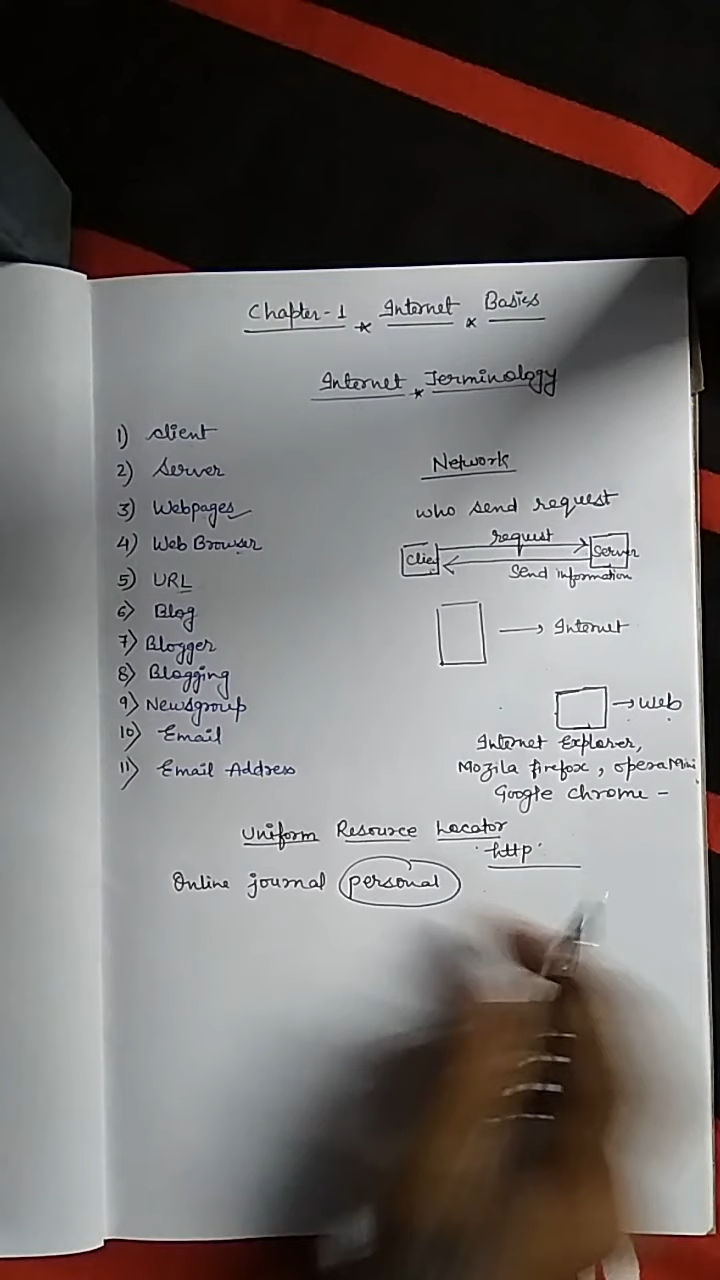 Chapter-1 * Internet * Basics
Internet * Terminology
1) Client
2) Server
3) Webpages
4) Web Browser
5) URL
6) Blog
7) Blogger
8) Blogging
9) Newsgroup
10) Email
11) Email Address
Network
who send request
request
Client
Server
Send information
→ Internet
→ Web
Internet Explorer,
Mozila firefox, opera Mini
Google chrome -
Uniform Resource Locator
http
Online journal personal